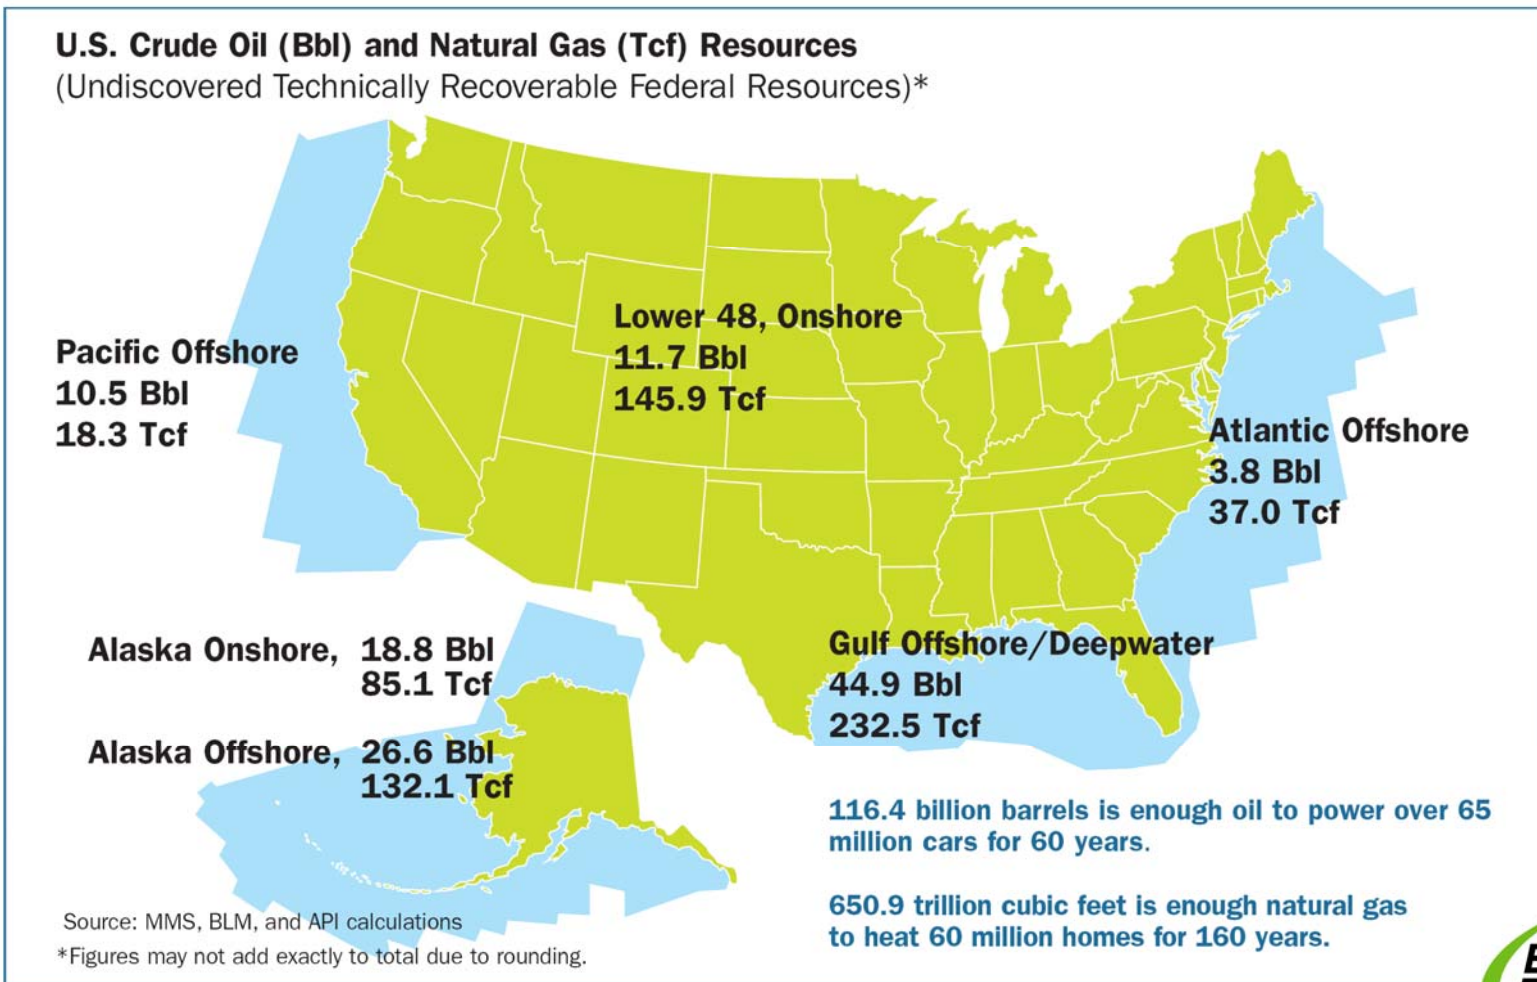 U.S. Crude Oil (Bbl) and Natural Gas (Tcf) Resources
(Undiscovered Technically Recoverable Federal Resources)*
Lower 48, Onshore
11.7 Bbl
145.9 Tcf
Pacific Offshore
10.5 Bbl
18.3 Tcf
Atlantic Offshore
3.8 Bbl
37.0 Tcf
Alaska Onshore, 18.8 Bbl
85.1 Tcf
Gulf Offshore/Deepwater
44.9 Bbl
232.5 Tcf
Alaska Offshore, 26.6 Bbl
132.1 Tcf
116.4 billion barrels is enough oil to power over 65
million cars for 60 years.
650.9 trillion cubic feet is enough natural gas
to heat 60 million homes for 160 years.
Source: MMS, BLM, and API calculations
*Figures may not add exactly to total due to rounding.